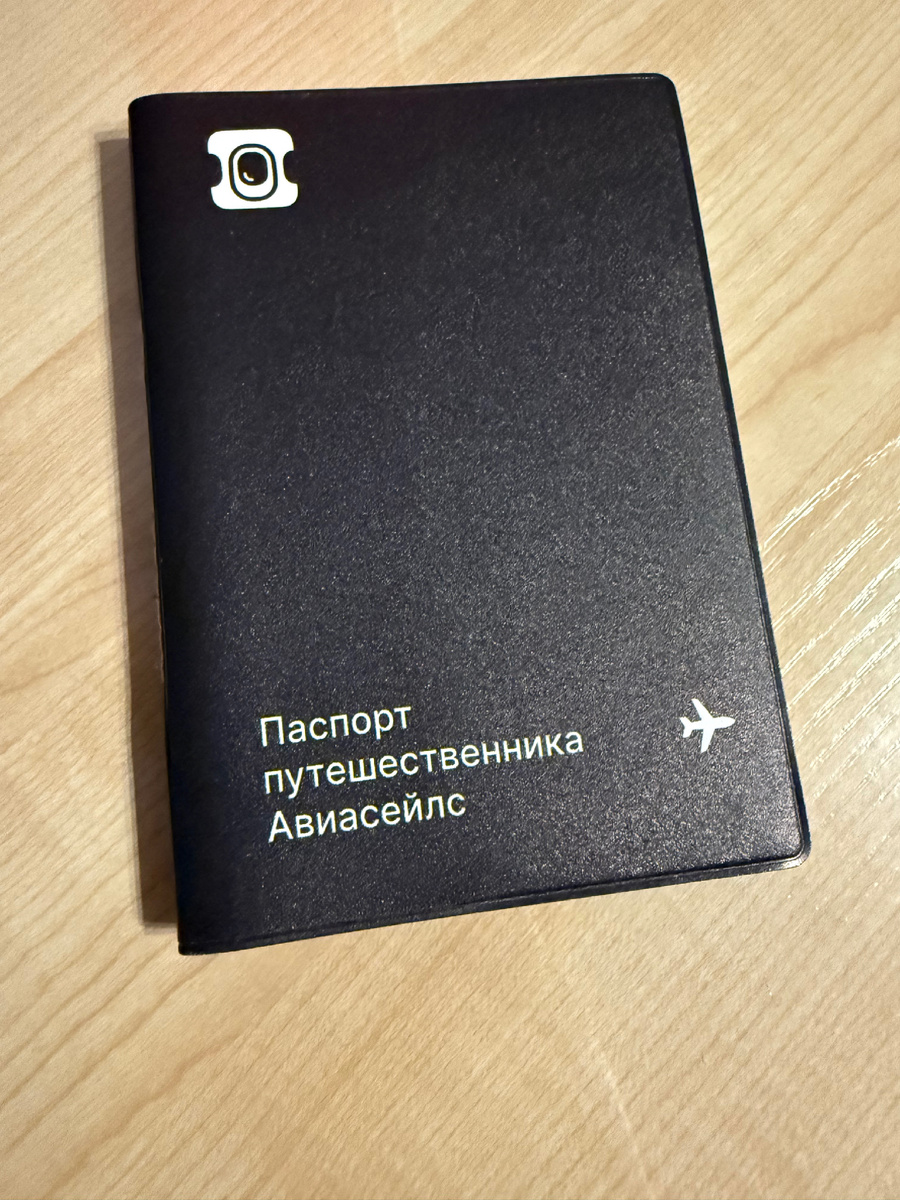 Паспорт
путешественника
Авиасейлс